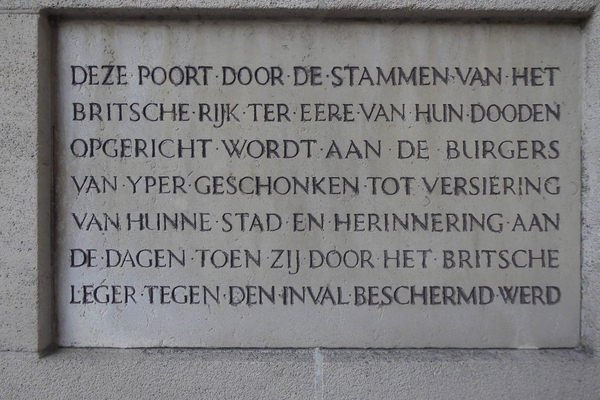 DEZE POORT·DOOR·DE·STAMMEN·VAN·HET
BRITSCHE·RIJK·TER·EERE·VAN·HUN·DOODEN
OPGERICHT·WORDT·AAN·DE·BURGERS
VAN·YPER·GESCHONKEN·TOT·VERSIERING
VAN·HUNNE·STAD·EN·HERINNERING·AAN
DE·DAGEN·TOEN·ZIJ·DOOR·HET·BRITSCHE
LEGER·TEGEN·DEN·INVAL·BESCHERMD·WERD